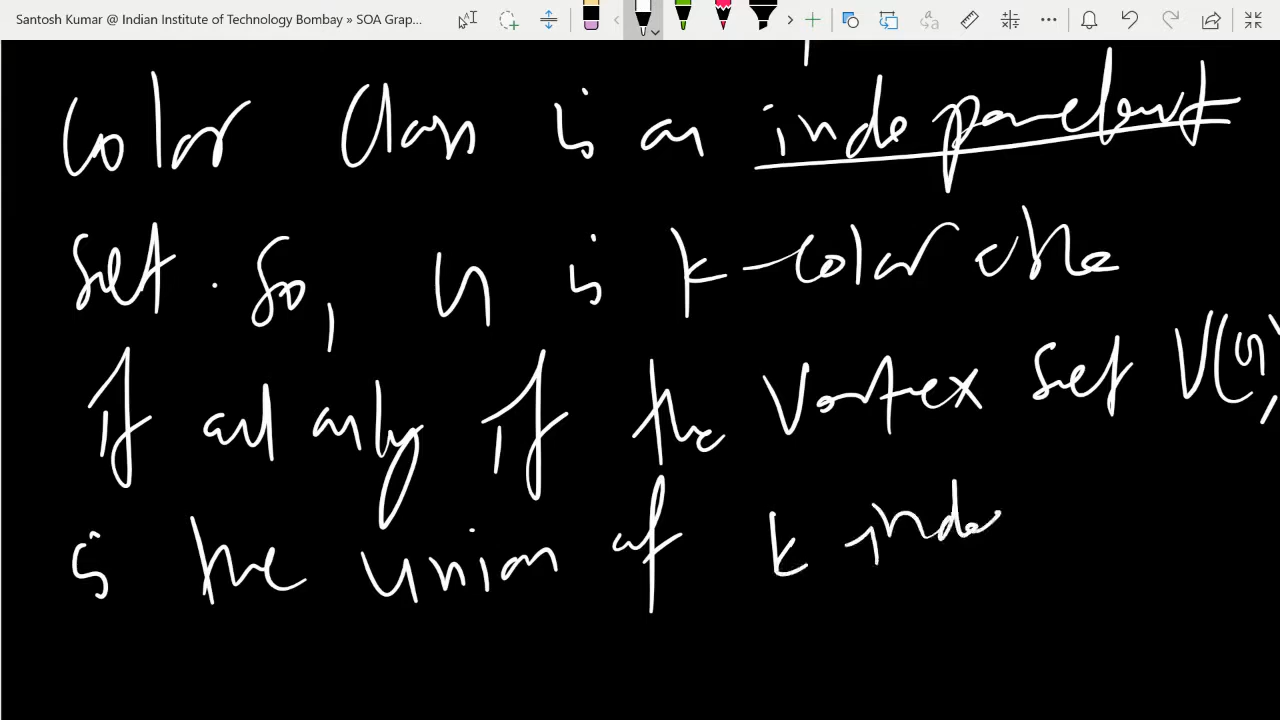 Santosh Kumar @ Indian Institute of Technology Bombay » SOA Grap...
Color Class is an independent
set. So, G is k-colorable
if and only if the vertex set V(G),
is the union of k inde